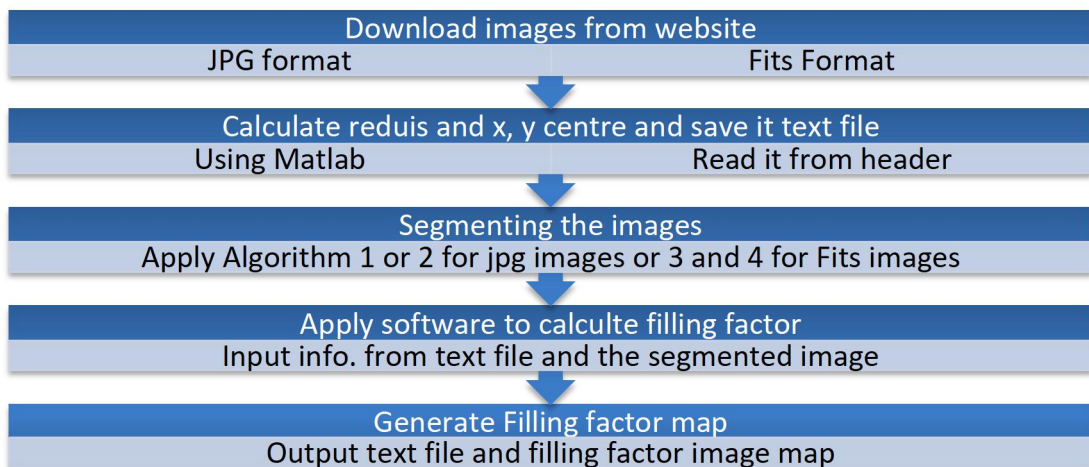 Download images from website
JPG format
Fits Format
Calculate reduis and x, y centre and save it text file
Using Matlab
Read it from header
Segmenting the images
Apply Algorithm 1 or 2 for jpg images or 3 and 4 for Fits images
Apply software to calculte filling factor
Input info. from text file and the segmented image
Generate Filling factor map
Output text file and filling factor image map